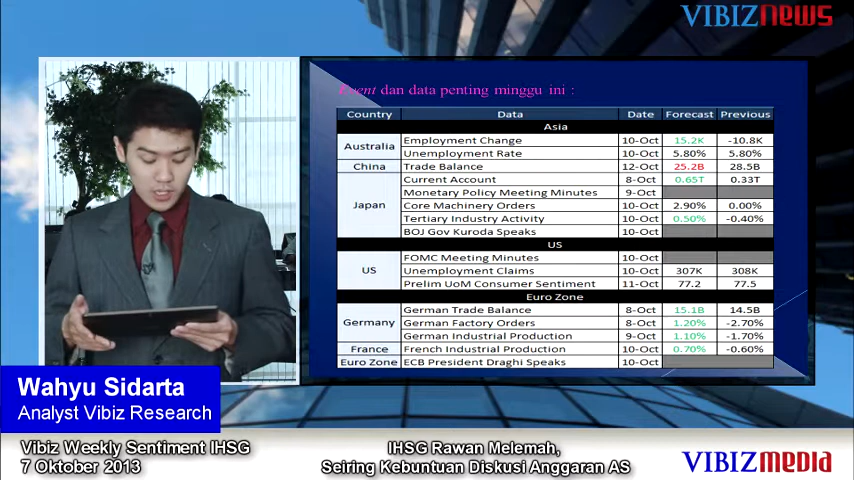 VIBIZNEWS
Event dan data penting minggu ini :
Country Data Date Forecast Previous
Asia
Australia Employment Change 10-Oct 15.2K -10.8K
Unemployment Rate 10-Oct 5.80% 5.80%
China Trade Balance 12-Oct 25.2B 28.5B
Japan Current Account 8-Oct 0.65T 0.33T
Monetary Policy Meeting Minutes 9-Oct
Core Machinery Orders 10-Oct 2.90% 0.00%
Tertiary Industry Activity 10-Oct 0.50% -0.40%
BOJ Gov Kuroda Speaks 10-Oct
US
US FOMC Meeting Minutes 10-Oct
Unemployment Claims 10-Oct 307K 308K
Prelim UoM Consumer Sentiment 11-Oct 77.2 77.5
Euro Zone
Germany German Trade Balance 8-Oct 15.1B 14.5B
German Factory Orders 8-Oct 1.20% -2.70%
German Industrial Production 9-Oct 1.10% -1.70%
France French Industrial Production 10-Oct 0.70% -0.60%
Euro Zone ECB President Draghi Speaks 10-Oct
Wahyu Sidarta
Analyst Vibiz Research
Vibiz Weekly Sentiment IHSG
7 Oktober 2013
IHSG Rawan Melemah,
Seiring Kebuntuan Diskusi Anggaran AS
VIBIZMEDIA